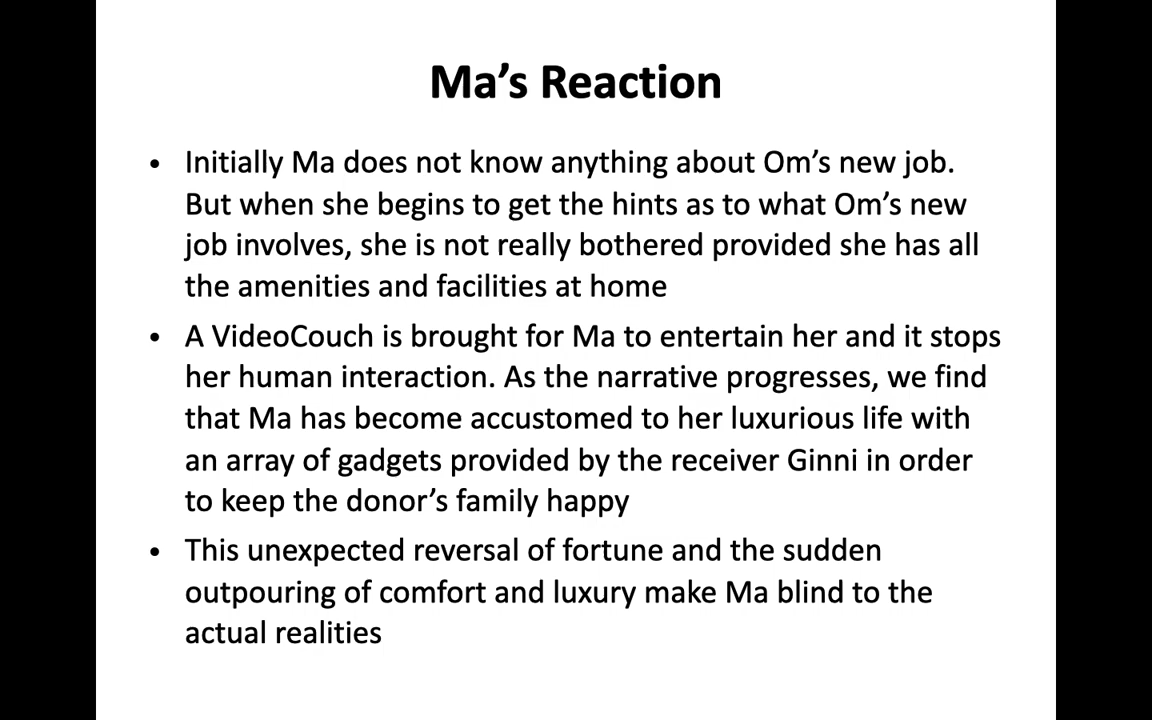 Ma’s Reaction
• Initially Ma does not know anything about Om’s new job.
But when she begins to get the hints as to what Om’s new
job involves, she is not really bothered provided she has all
the amenities and facilities at home
• A VideoCouch is brought for Ma to entertain her and it stops
her human interaction. As the narrative progresses, we find
that Ma has become accustomed to her luxurious life with
an array of gadgets provided by the receiver Ginni in order
to keep the donor’s family happy
• This unexpected reversal of fortune and the sudden
outpouring of comfort and luxury make Ma blind to the
actual realities